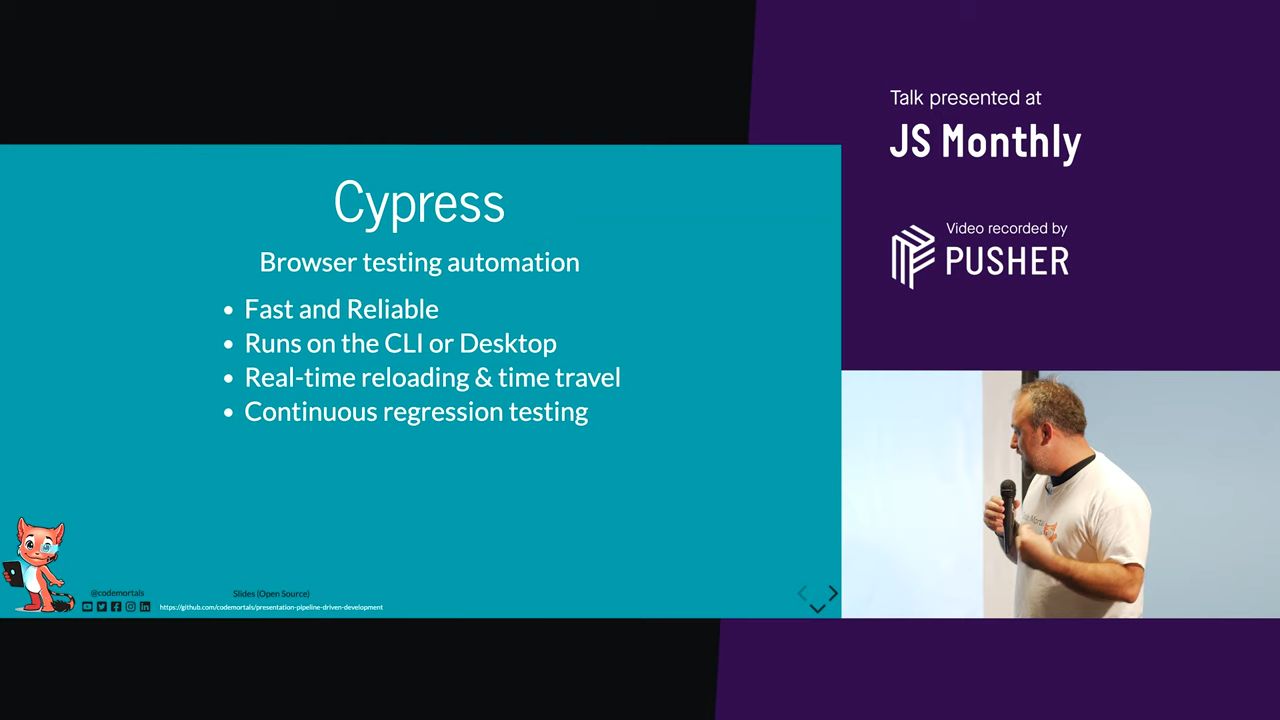 Talk presented at
JS Monthly
Video recorded by
PUSHER
Cypress
Browser testing automation
Fast and Reliable
Runs on the CLI or Desktop
Real-time reloading & time travel
Continuous regression testing
@codemortals
Slides (Open Source)
https://github.com/codemortals/presentation-pipeline-driven-development